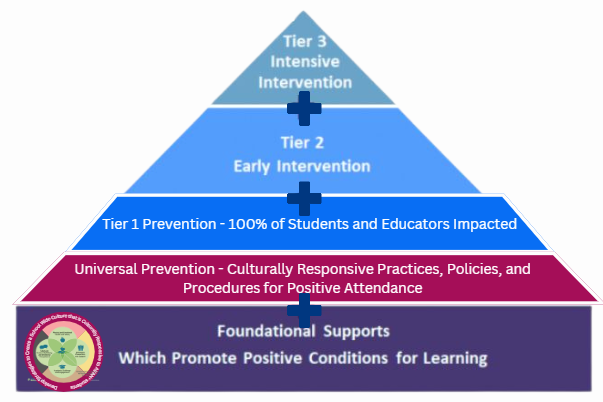 Tier 3
Intensive
Intervention
Tier 2
Early Intervention
Tier 1 Prevention - 100% of Students and Educators Impacted
Universal Prevention - Culturally Responsive Practices, Policies, and
Procedures for Positive Attendance
Foundational Supports
Which Promote Positive Conditions for Learning